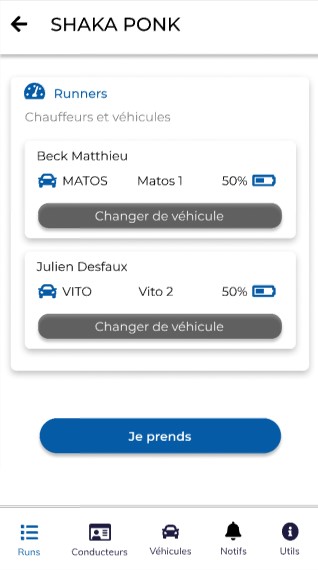 SHAKA PONK
Runners
Chauffeurs et véhicules
Beck Matthieu
MATOS Matos 1 50%
Changer de véhicule
Julien Desfaux
VITO Vito 2 50%
Changer de véhicule
Je prends
Runs Conducteurs Véhicules Notifs Utils